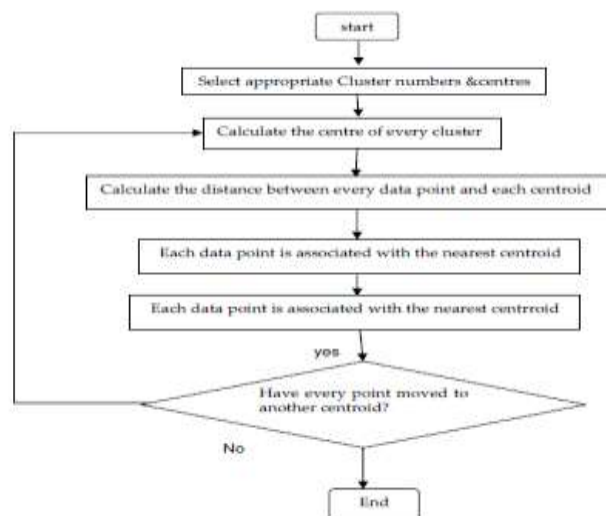 start
Select appropriate Cluster numbers &centres
Calculate the centre of every cluster
Calculate the distance between every data point and each centroid
Each data point is associated with the nearest centroid
Each data point is associated with the nearest centrroid
yes
Have every point moved to
another centroid?
No
End